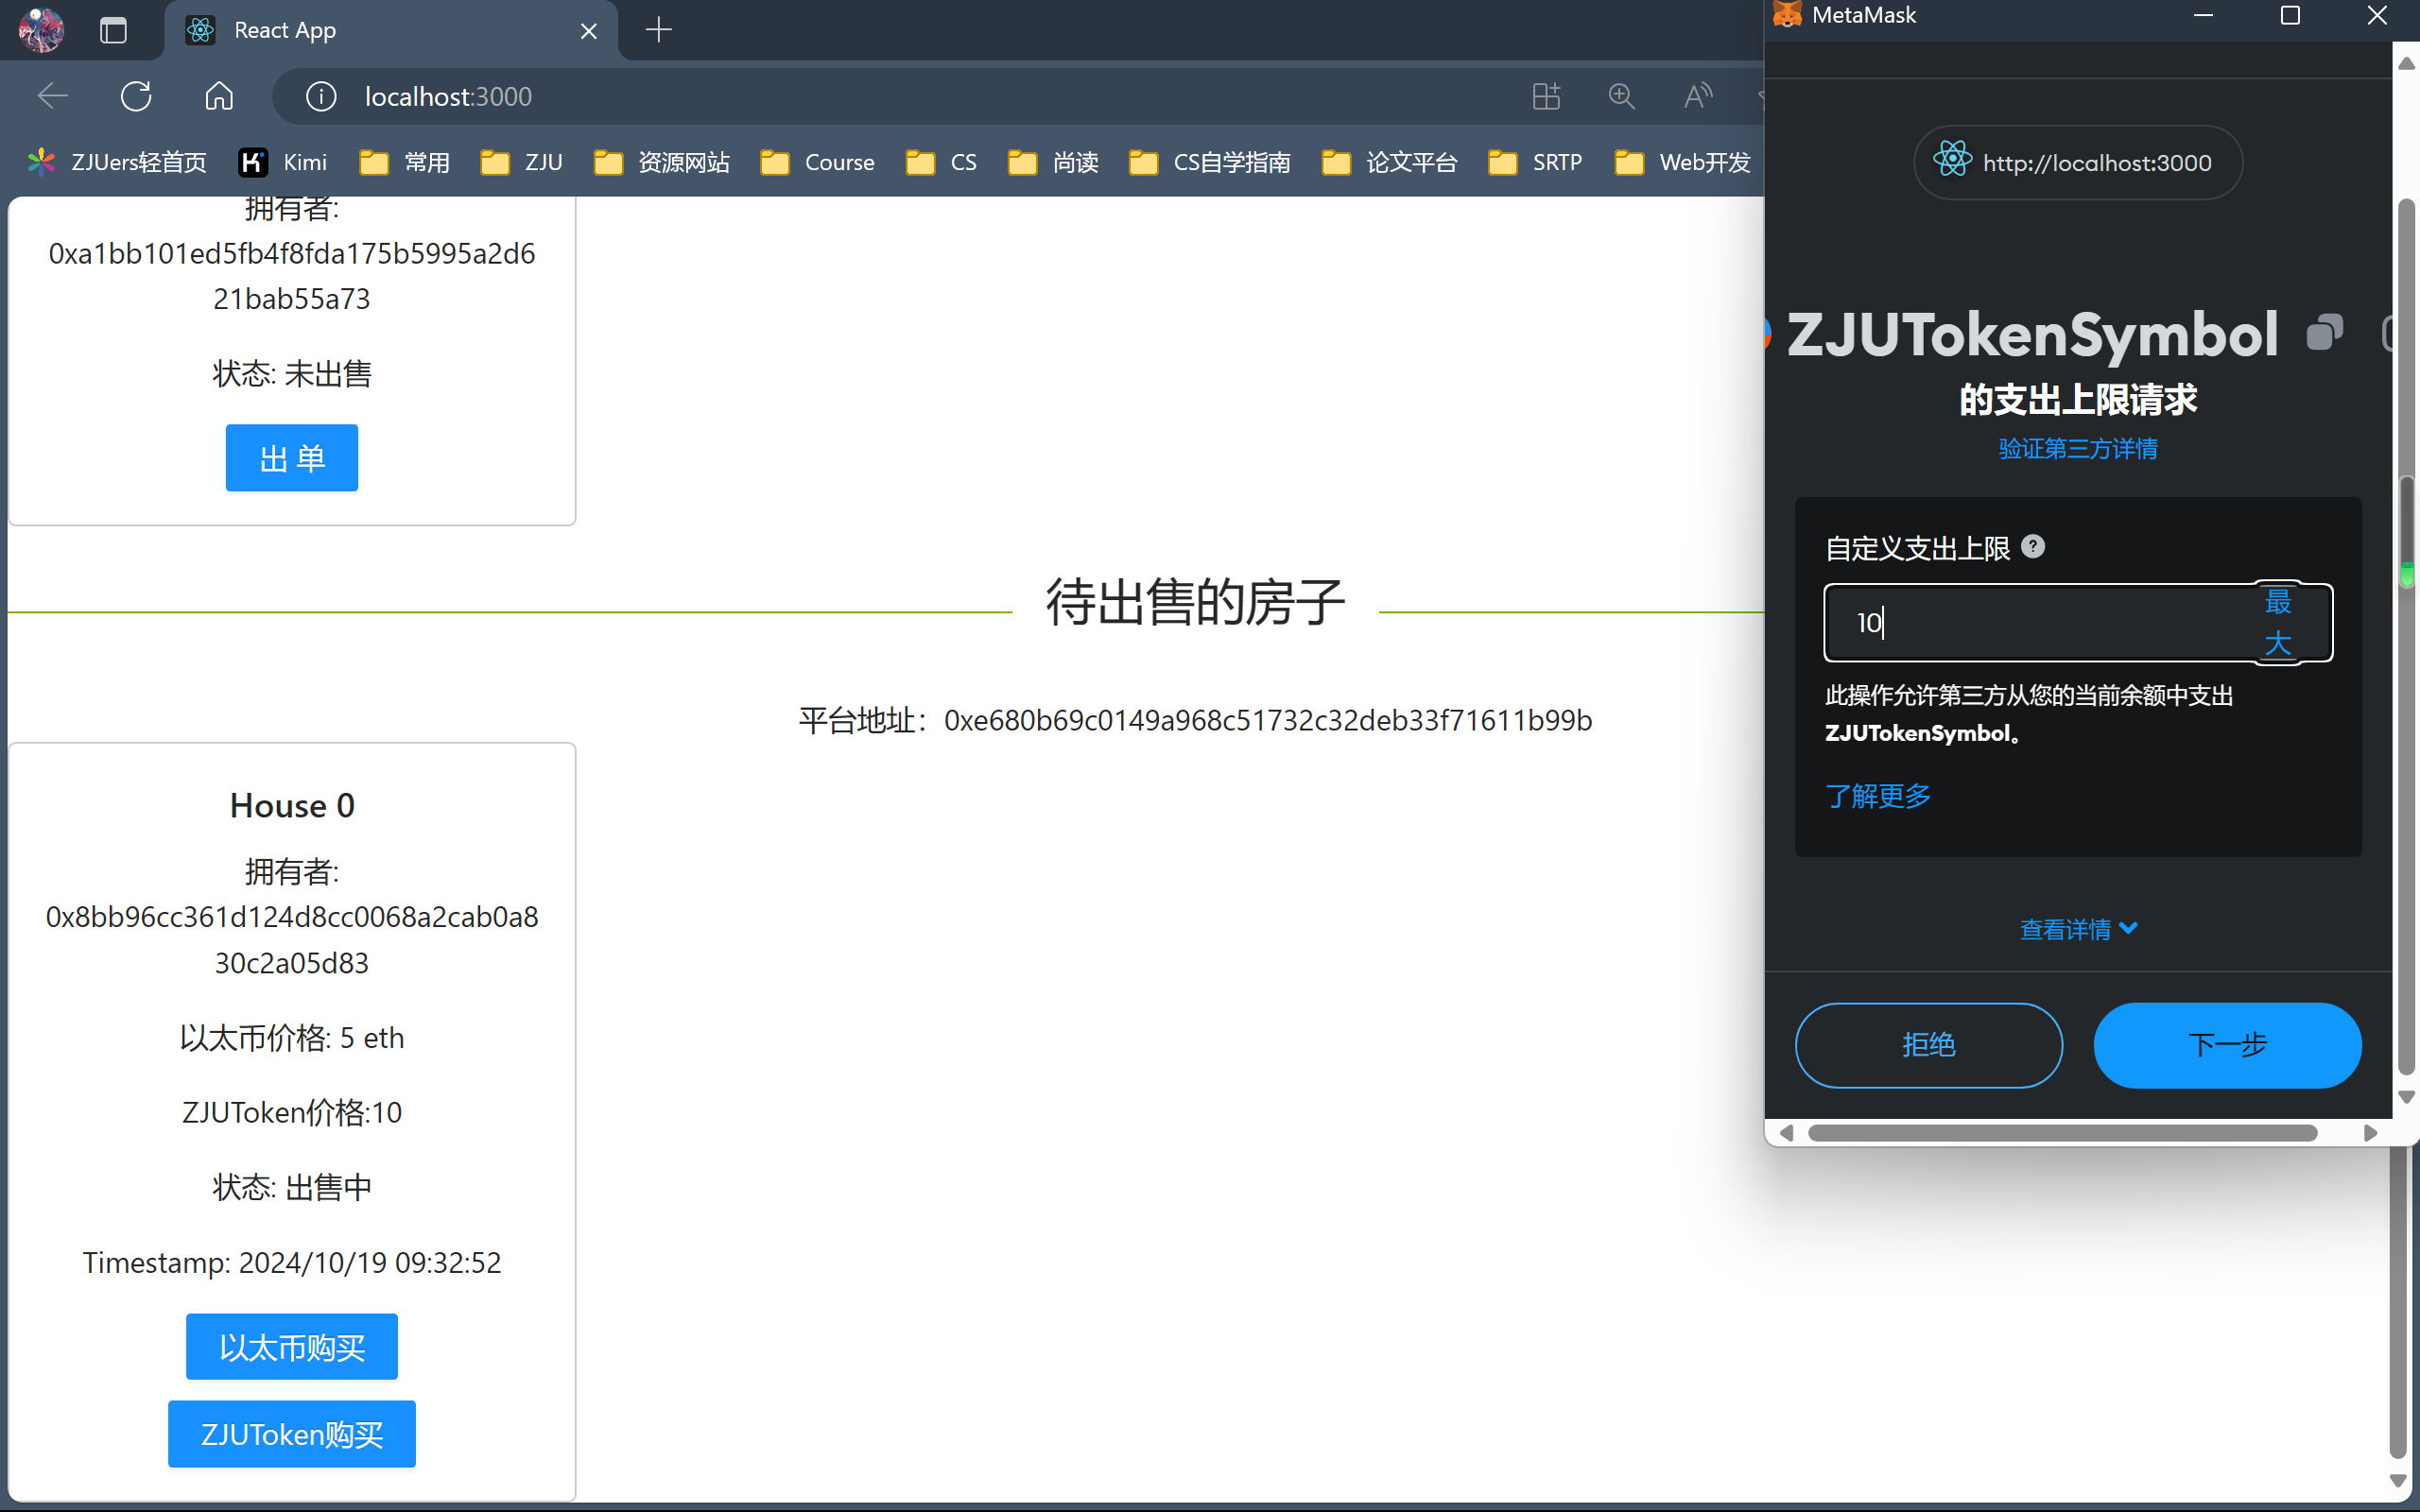 React App
localhost:3000
ZJUers轻首页
Kimi
常用
ZJU
资源网站
Course
CS
尚读
CS自学指南
论文平台
SRTP
Web开发
拥有者:
0xa1bb101ed5fb4f8fda175b5995a2d6
21bab55a73
状态: 未出售
出 单
待出售的房子
平台地址：0xe680b69c0149a968c51732c32deb33f71611b99b
House 0
拥有者:
0x8bb96cc361d124d8cc0068a2cab0a8
30c2a05d83
以太币价格: 5 eth
ZJUToken价格:10
状态: 出售中
Timestamp: 2024/10/19 09:32:52
以太币购买
ZJUToken购买
MetaMask
http://localhost:3000
ZJUTokenSymbol
的支出上限请求
验证第三方详情
自定义支出上限
10
最
大
此操作允许第三方从您的当前余额中支出
ZJUTokenSymbol。
了解更多
查看详情
拒绝
下一步